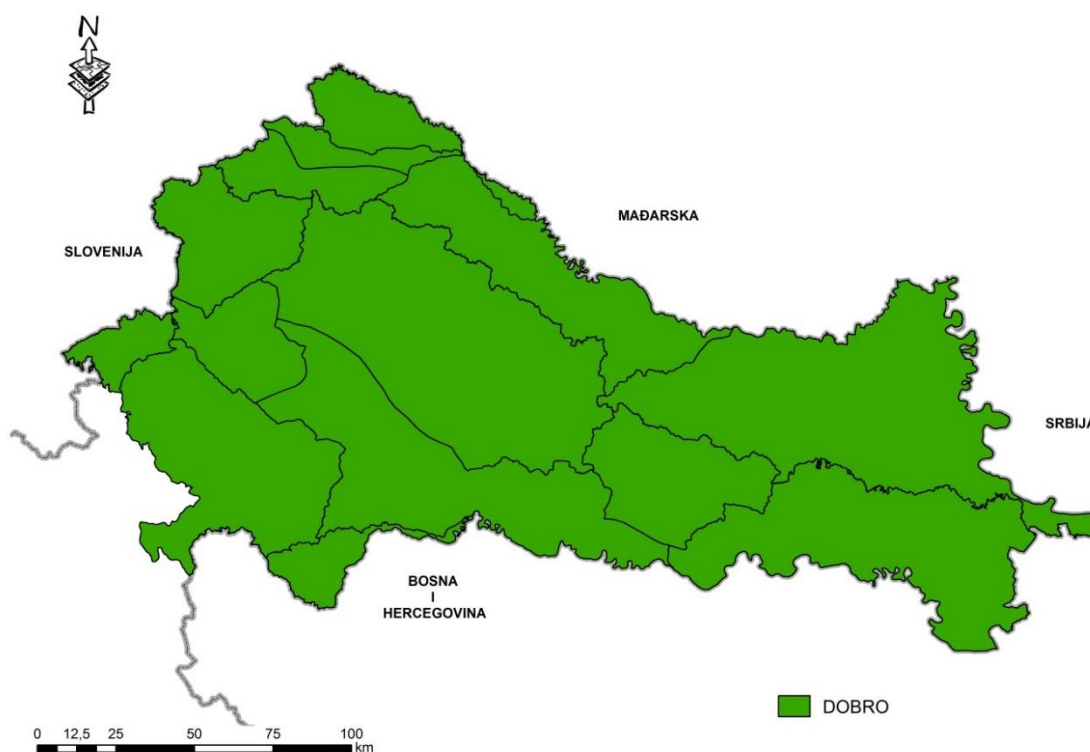 N
MAĐARSKA
SLOVENIJA
SRBIJA
BOSNA
I
HERCEGOVINA
DOBRO
0 12,5 25 50 75 100
km